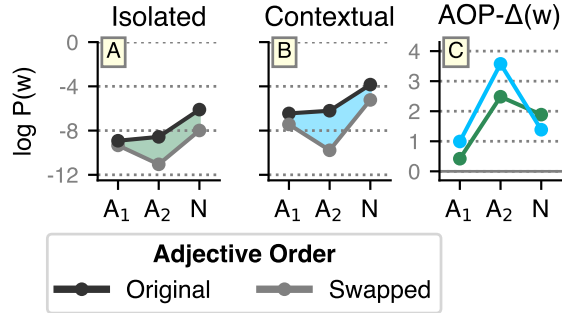 Isolated
Contextual
AOP-Δ(w)
log P(w)
A
0
-4
-8
-12
A₁ A₂ N
B
A₁ A₂ N
C
4
3
2
1
0
A₁ A₂ N
Adjective Order
Original
Swapped